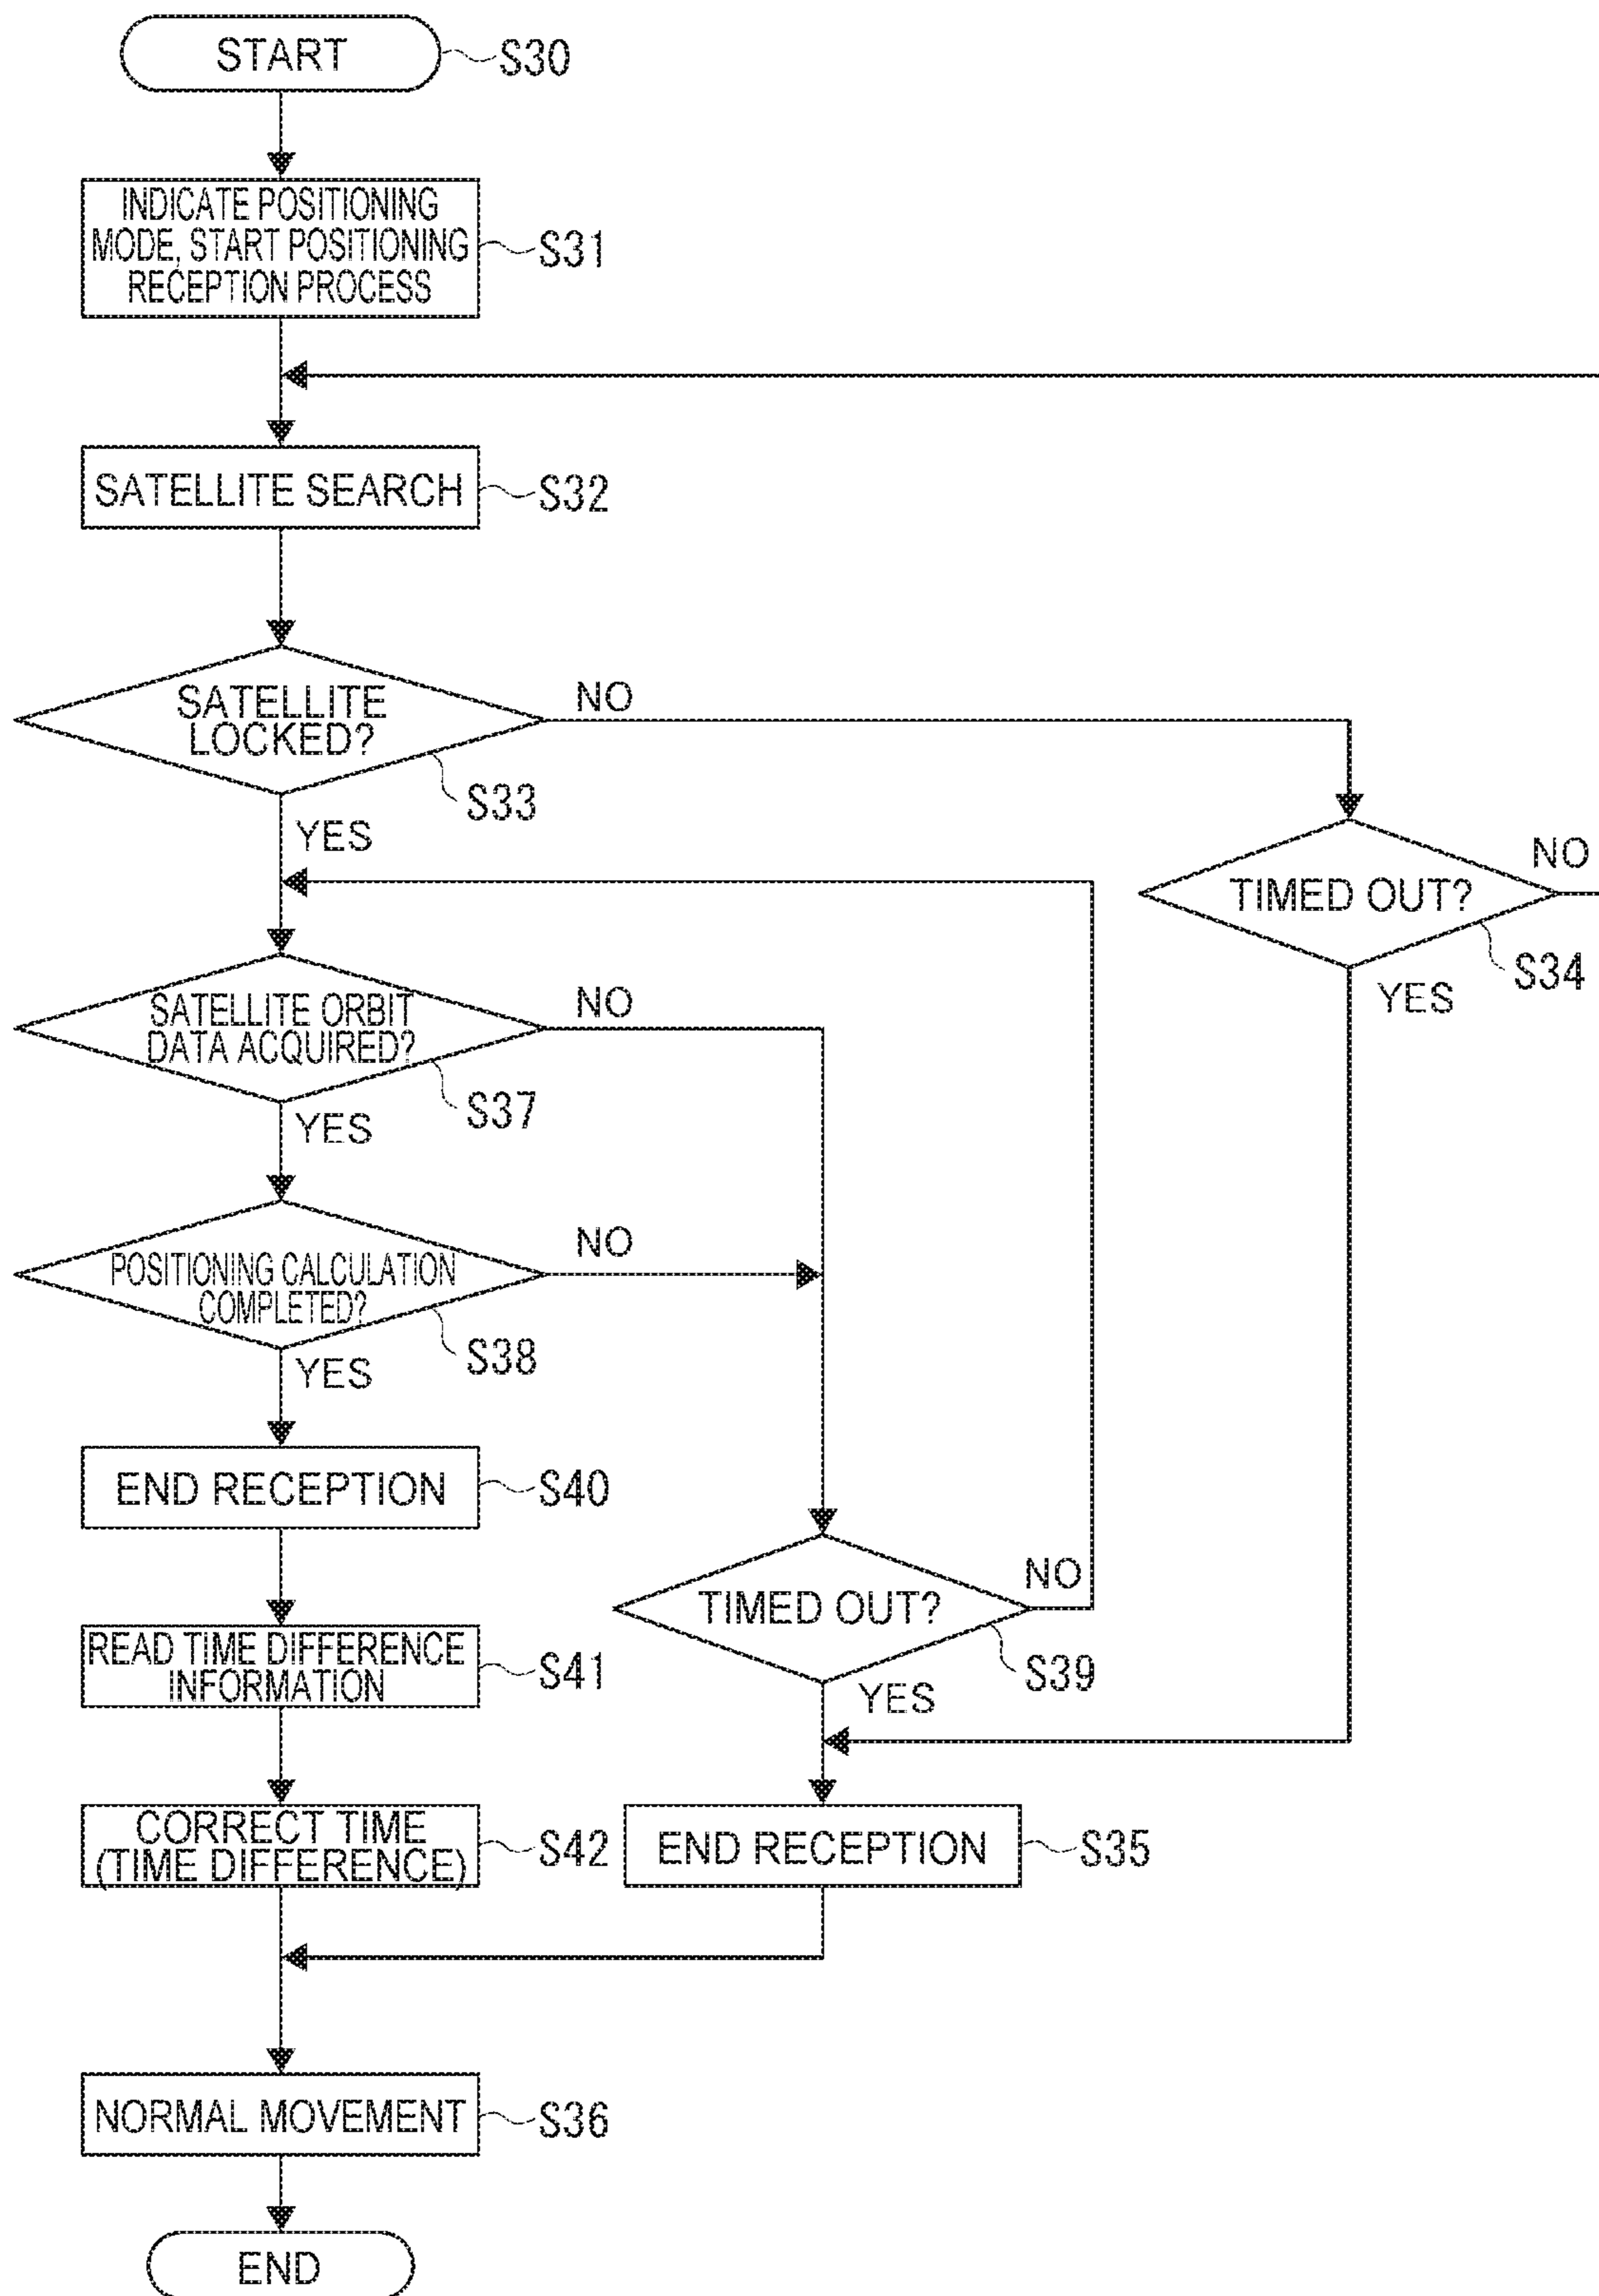 START
S30
INDICATE POSITIONING
MODE, START POSITIONING
RECEPTION PROCESS
S31
SATELLITE SEARCH
S32
SATELLITE
LOCKED?
NO
S33
YES
TIMED OUT?
NO
S34
YES
SATELLITE ORBIT
DATA ACQUIRED?
NO
S37
YES
POSITIONING CALCULATION
COMPLETED?
NO
S38
YES
END RECEPTION
S40
TIMED OUT?
NO
S39
YES
READ TIME DIFFERENCE
INFORMATION
S41
CORRECT TIME
(TIME DIFFERENCE)
S42
END RECEPTION
S35
NORMAL MOVEMENT
S36
END